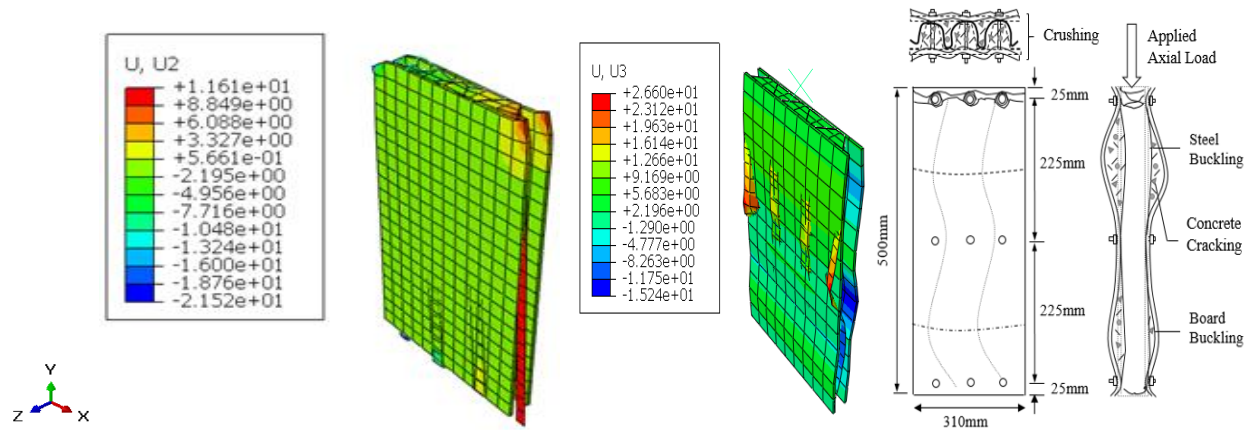 U, U2
+1.161e+01
+8.849e+00
+6.088e+00
+3.327e+00
+5.661e-01
-2.195e+00
-4.956e+00
-7.716e+00
-1.048e+01
-1.324e+01
-1.600e+01
-1.876e+01
-2.152e+01
Y
Z
X
U, U3
+2.660e+01
+2.312e+01
+1.963e+01
+1.614e+01
+1.266e+01
+9.169e+00
+5.683e+00
+2.196e+00
-1.290e+00
-4.777e+00
-8.263e+00
-1.175e+01
-1.524e+01
Crushing
Applied
Axial Load
25mm
225mm
500mm
225mm
25mm
310mm
Steel
Buckling
Concrete
Cracking
Board
Buckling